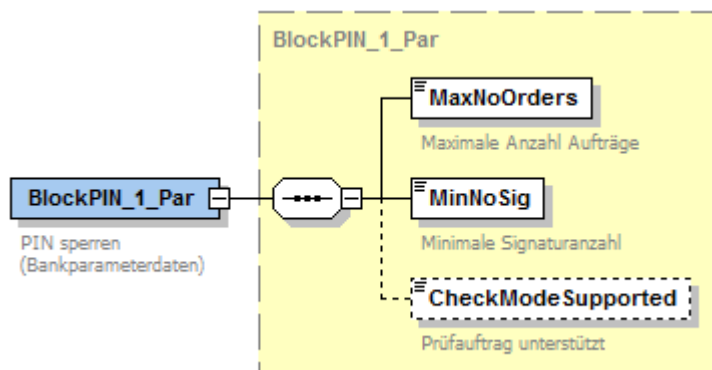 BlockPIN_1_Par
MaxNoOrders
Maximale Anzahl Aufträge
BlockPIN_1_Par
MinNoSig
PIN sperren
(Bankparameterdaten)
Minimale Signaturanzahl
CheckModeSupported
Prüfauftrag unterstützt